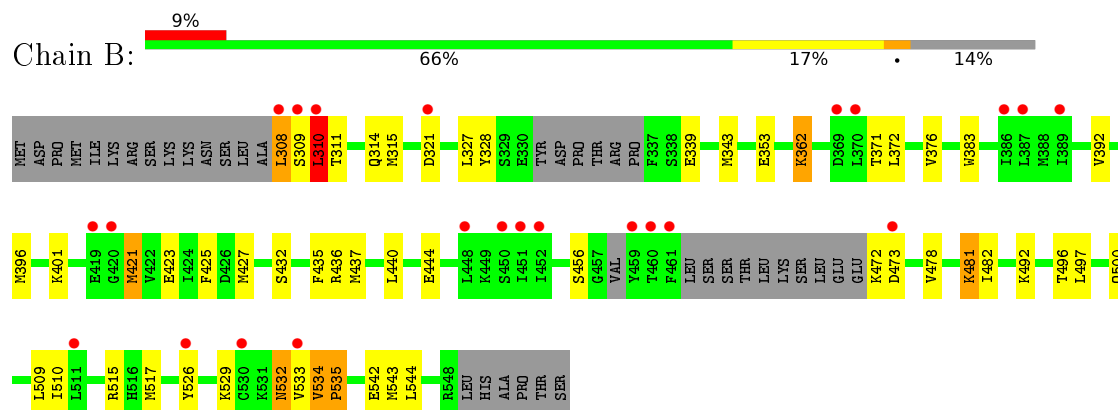 9%
Chain B:
66% 17% . 14%
MET ASP PRO MET ILE LYS ARG SER LYS LYS ASN SER LEU ALA L308 S309 L310 T311 Q314 M315 D321 L327 Y328 S329 E330 TYR ASP PRO THR ARG PRO F337 S338 E339 M343 E353 K362 D369 L370 T371 L372 V376 W383 I386 L387 M388 I389 V392
M396 K401 E419 G420 M421 V422 E423 I424 F425 D426 M427 S432 F435 R436 M437 L440 E444 L448 K449 S450 I451 I452 S456 G457 VAL Y459 T460 F461 LEU SER SER THR LEU LYS SER LEU GLU GLU K472 D473 V478 K481 I482 K492 T496 L497
L509 I510 L511 R515 H516 M517 Y526 K529 C530 K531 N532 V533 V534 P535 E542 M543 L544 R548 LEU HIS ALA PRO THR SER